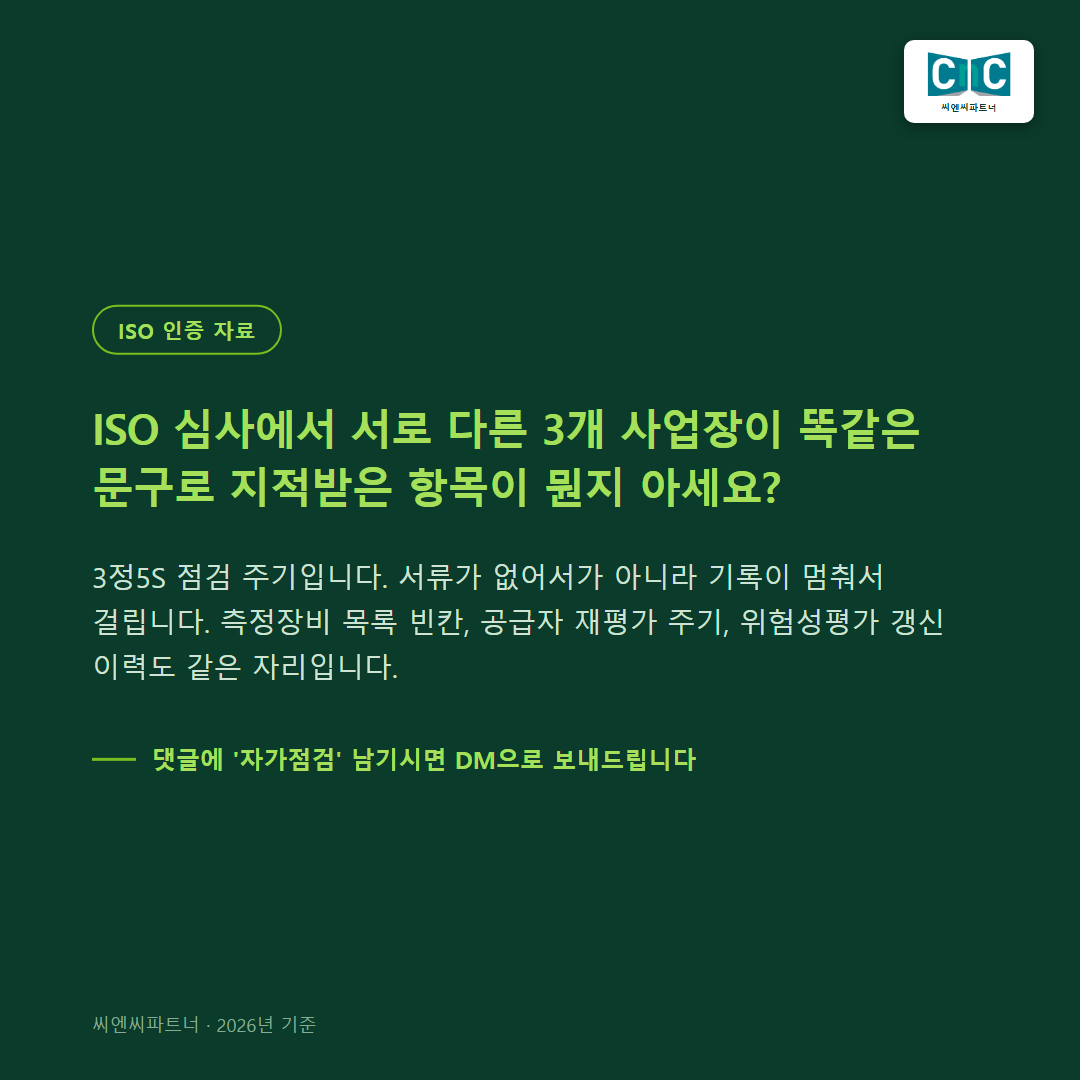 CnC
씨엔씨파트너
ISO 인증 자료
ISO 심사에서 서로 다른 3개 사업장이 똑같은
문구로 지적받은 항목이 뭔지 아세요?
3정5S 점검 주기입니다. 서류가 없어서가 아니라 기록이 멈춰서
걸립니다. 측정장비 목록 빈칸, 공급자 재평가 주기, 위험성평가 갱신
이력도 같은 자리입니다.
댓글에 '자가점검' 남기시면 DM으로 보내드립니다
씨엔씨파트너 · 2026년 기준